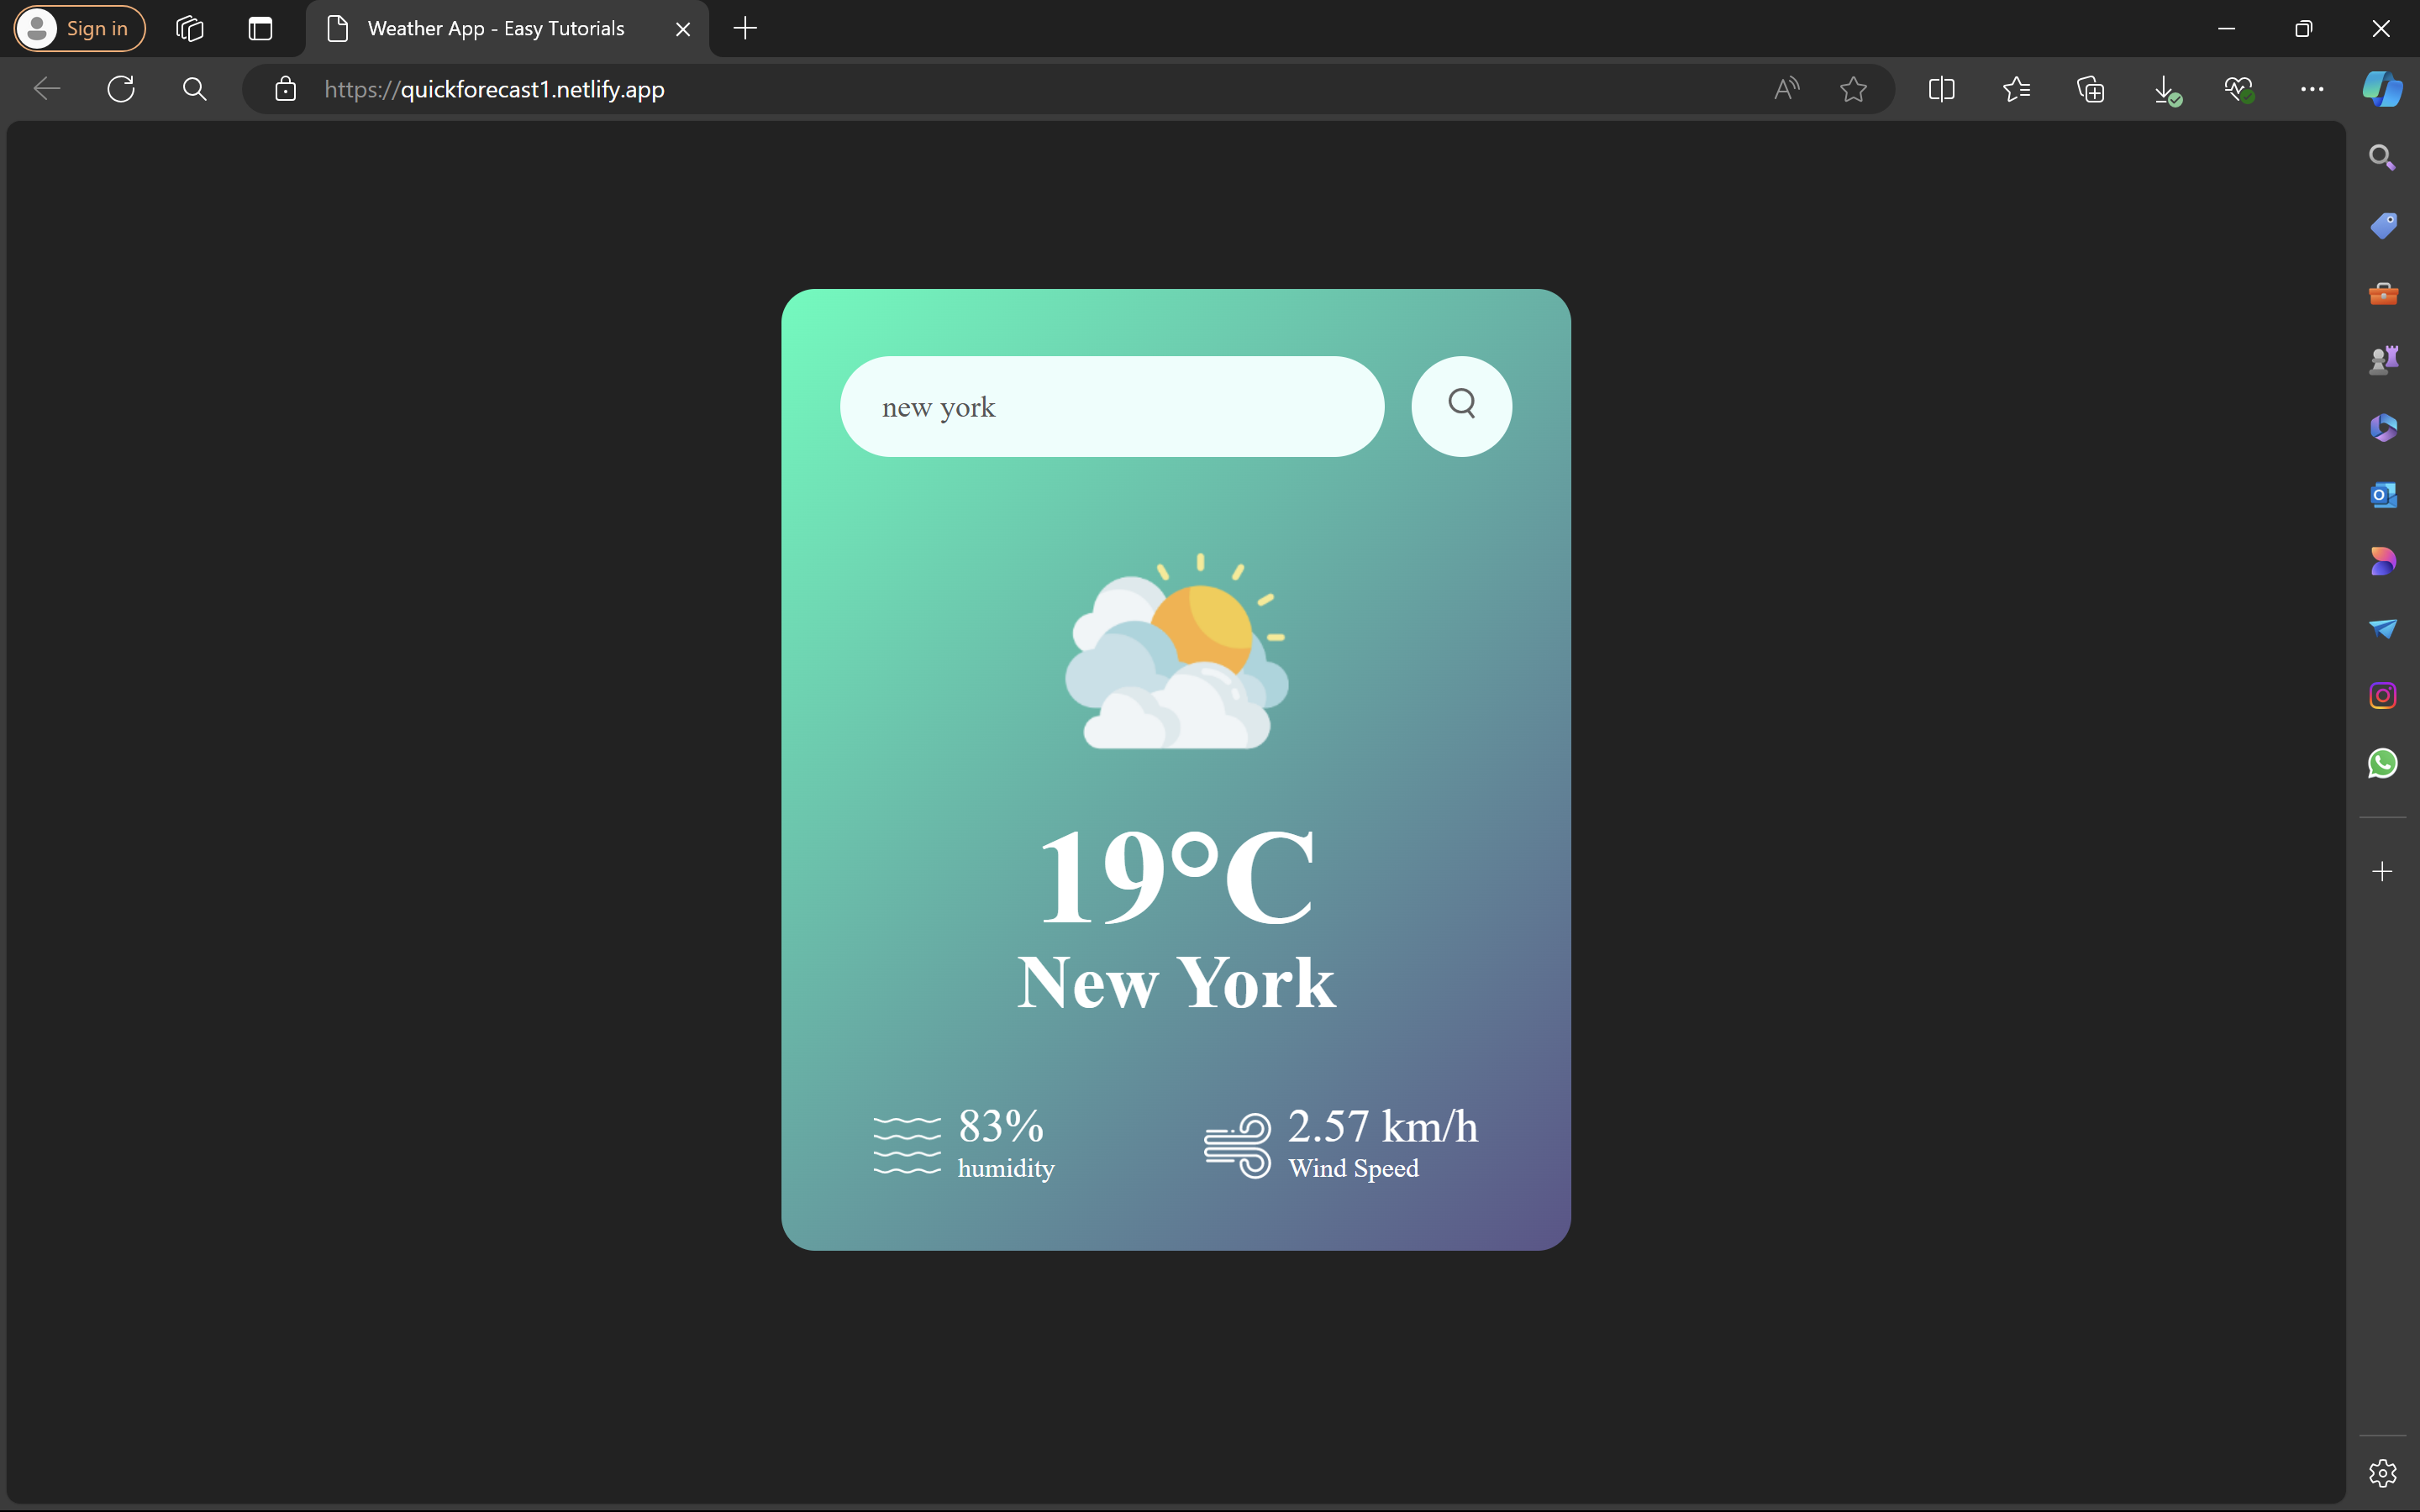 Sign in
Weather App - Easy Tutorials
https://quickforecast1.netlify.app
new york
19°C
New York
83%
humidity
2.57 km/h
Wind Speed